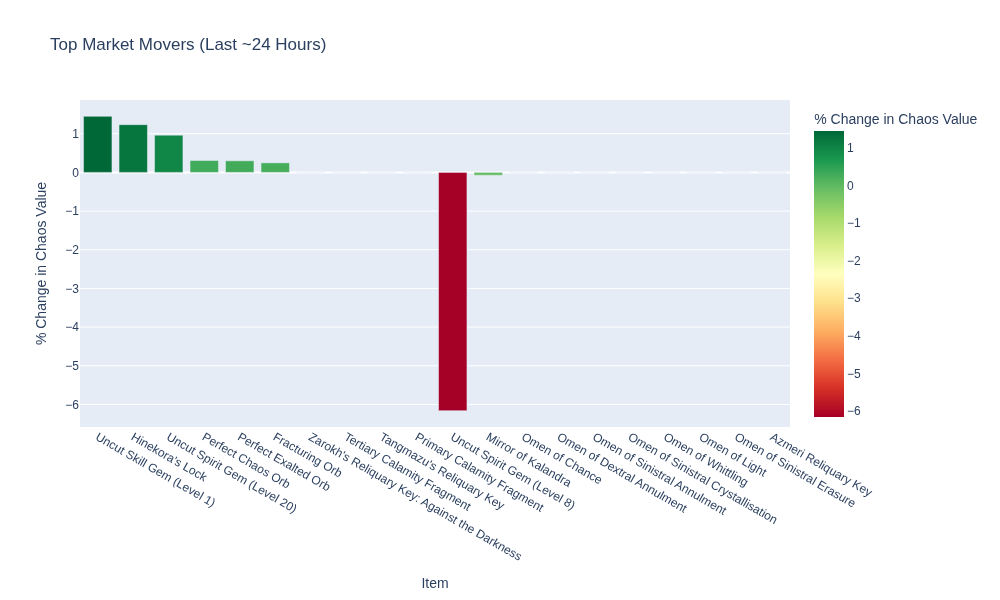 Top Market Movers (Last ~24 Hours)
% Change in Chaos Value
1
0
−1
−2
−3
−4
−5
−6
% Change in Chaos Value
1
0
−1
−2
−3
−4
−5
−6
Uncut Skill Gem (Level 1)
Hinekora's Lock
Uncut Spirit Gem (Level 20)
Perfect Chaos Orb
Perfect Exalted Orb
Fracturing Orb
Zarokh's Reliquary Key: Against the Darkness
Tertiary Calamity Fragment
Tangmazu's Reliquary Key
Primary Calamity Fragment
Uncut Spirit Gem (Level 8)
Mirror of Kalandra
Omen of Chance
Omen of Dextral Annulment
Omen of Sinistral Annulment
Omen of Sinistral Crystallisation
Omen of Whittling
Omen of Light
Omen of Sinistral Erasure
Azmeri Reliquary Key
Item